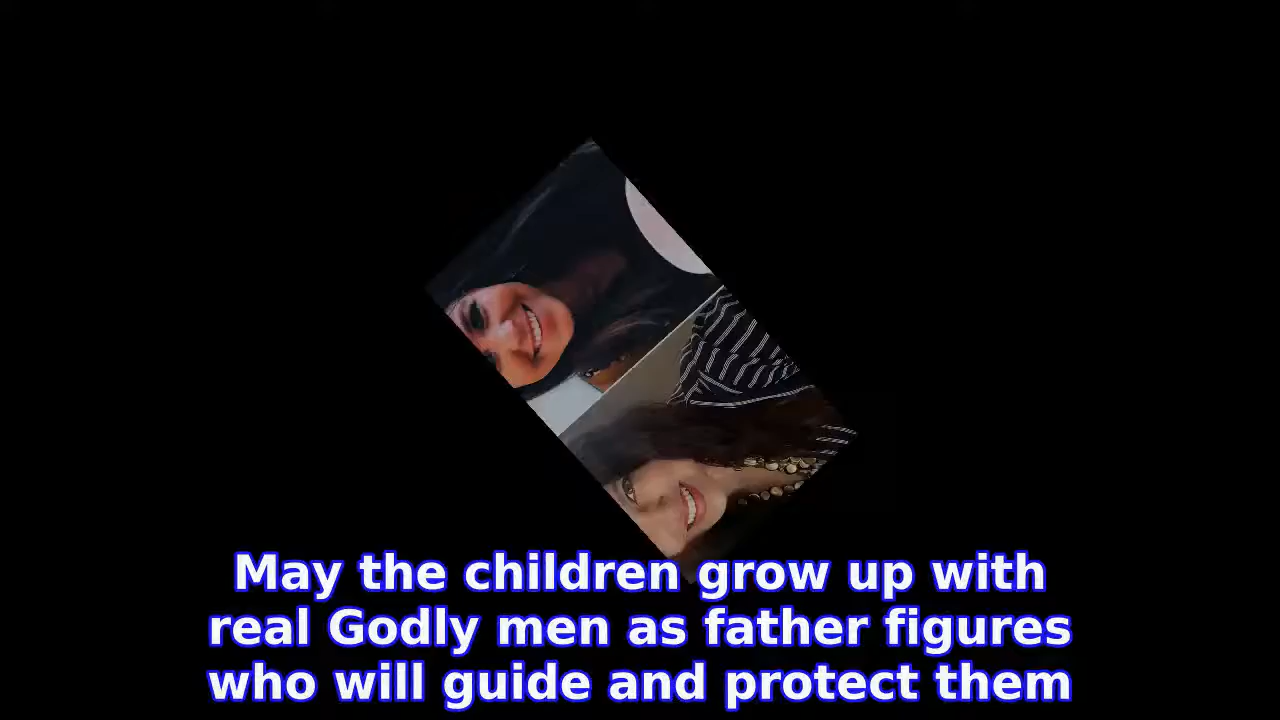 May the children grow up with
real Godly men as father figures
who will guide and protect them